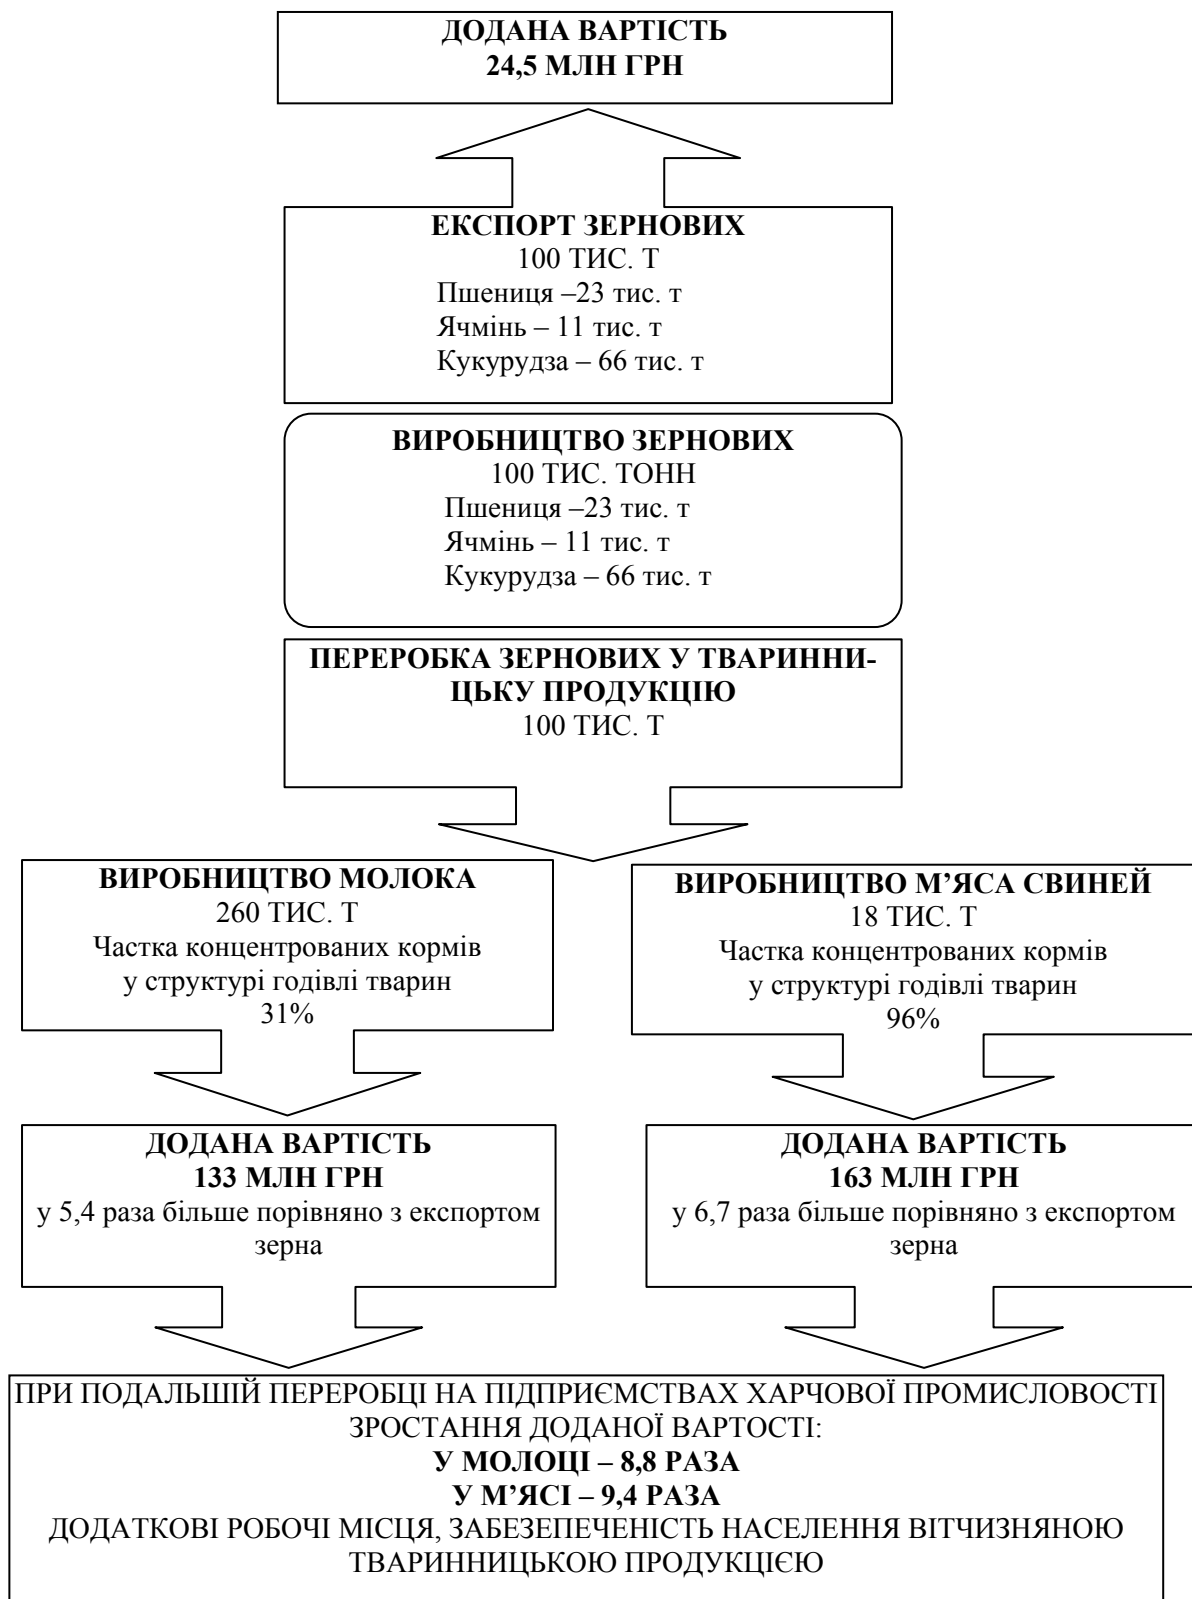 ДОДАНА ВАРТІСТЬ
24,5 МЛН ГРН
ЕКСПОРТ ЗЕРНОВИХ
100 ТИС. Т
Пшениця –23 тис. т
Ячмінь – 11 тис. т
Кукурудза – 66 тис. т
ВИРОБНИЦТВО ЗЕРНОВИХ
100 ТИС. ТОНН
Пшениця –23 тис. т
Ячмінь – 11 тис. т
Кукурудза – 66 тис. т
ПЕРЕРОБКА ЗЕРНОВИХ У ТВАРИННИ-
ЦЬКУ ПРОДУКЦІЮ
100 ТИС. Т
ВИРОБНИЦТВО МОЛОКА
260 ТИС. Т
Частка концентрованих кормів
у структурі годівлі тварин
31%
ВИРОБНИЦТВО М’ЯСА СВИНЕЙ
18 ТИС. Т
Частка концентрованих кормів
у структурі годівлі тварин
96%
ДОДАНА ВАРТІСТЬ
133 МЛН ГРН
у 5,4 раза більше порівняно з експортом
зерна
ДОДАНА ВАРТІСТЬ
163 МЛН ГРН
у 6,7 раза більше порівняно з експортом
зерна
ПРИ ПОДАЛЬШІЙ ПЕРЕРОБЦІ НА ПІДПРИЄМСТВАХ ХАРЧОВОЇ ПРОМИСЛОВОСТІ
ЗРОСТАННЯ ДОДАНОЇ ВАРТОСТІ:
У МОЛОЦІ – 8,8 РАЗА
У М’ЯСІ – 9,4 РАЗА
ДОДАТКОВІ РОБОЧІ МІСЦЯ, ЗАБЕЗЕПЕЧЕНІСТЬ НАСЕЛЕННЯ ВІТЧИЗНЯНОЮ
ТВАРИННИЦЬКОЮ ПРОДУКЦІЄЮ